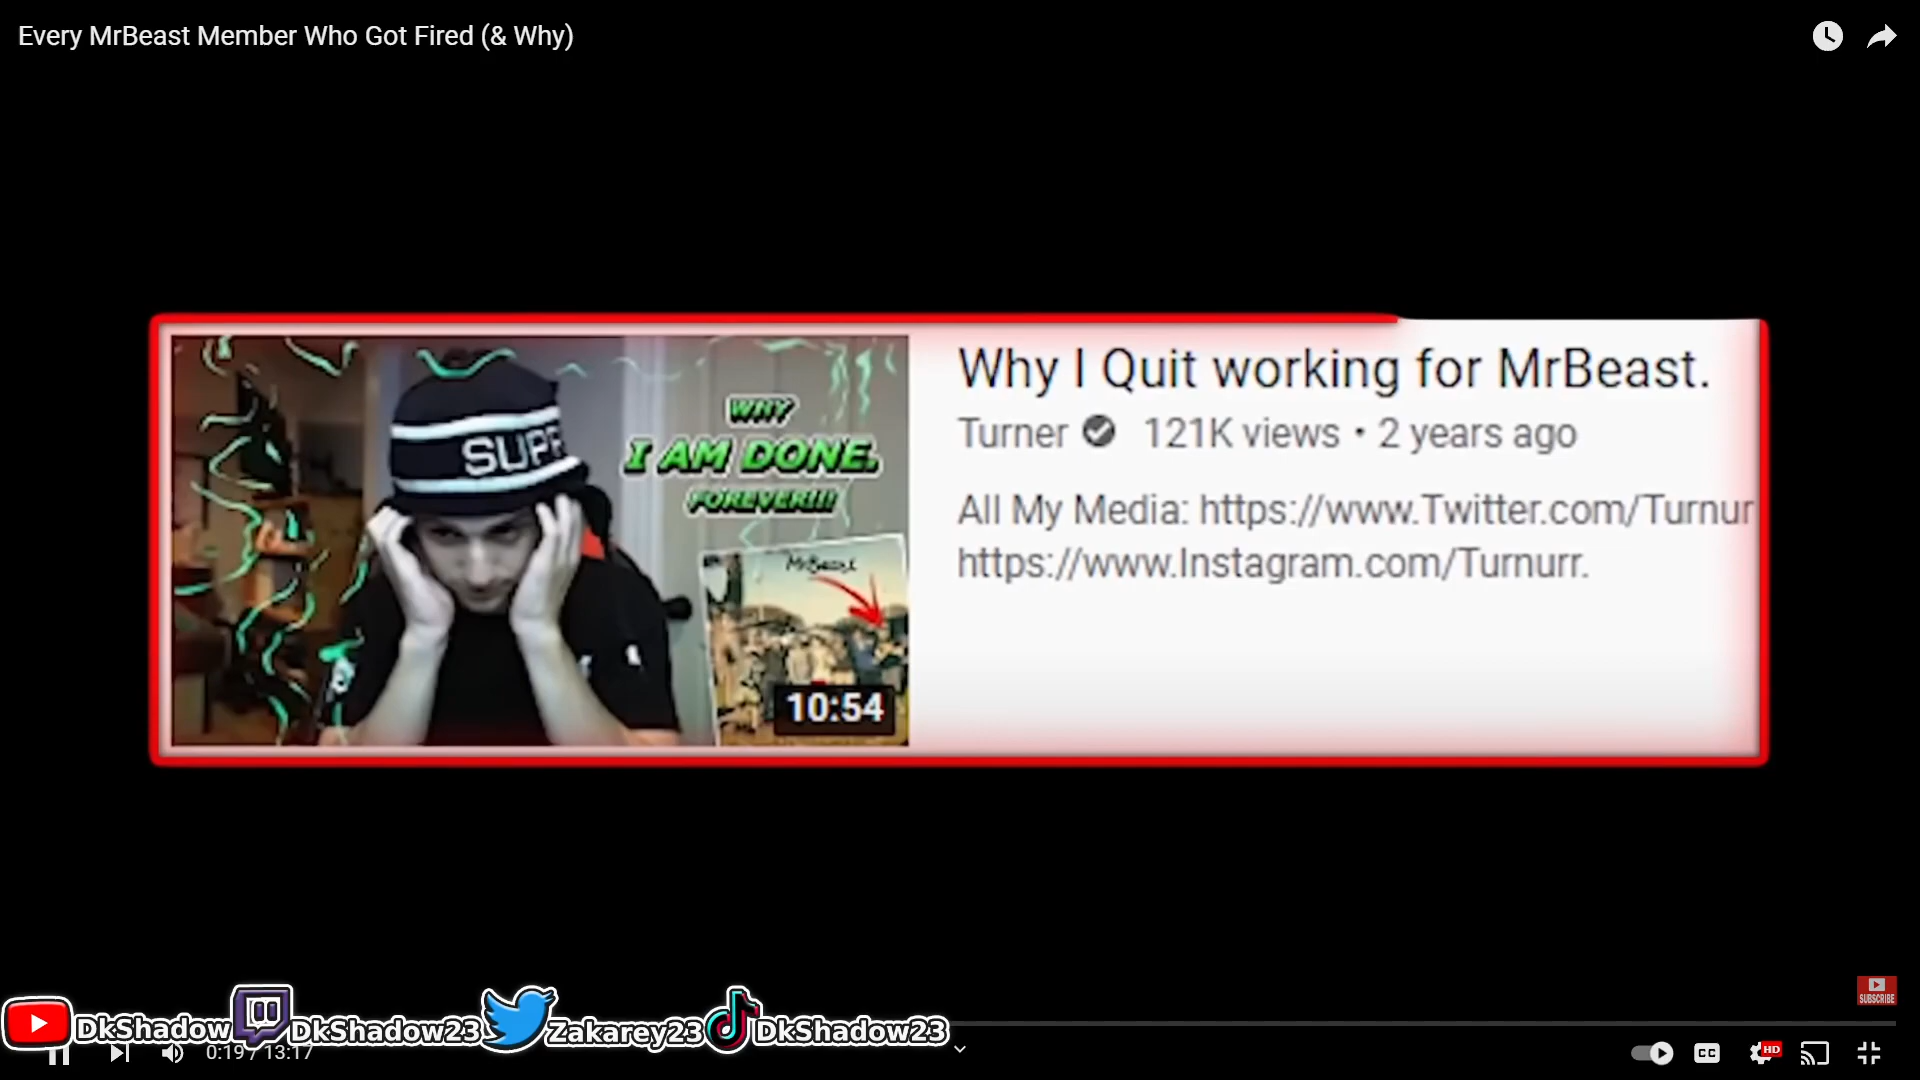 Every MrBeast Member Who Got Fired (& Why)
Why I Quit working for MrBeast.
Turner 121K views • 2 years ago
All My Media: https://www.Twitter.com/Turnur
https://www.Instagram.com/Turnurr.
WHY
I AM DONE.
FOREVER!!!
SUPR
MrBeast
10:54
SUBSCRIBE
DkShadow DkShadow23 Zakarey23 DkShadow23
0:19 / 13:17
CC
HD